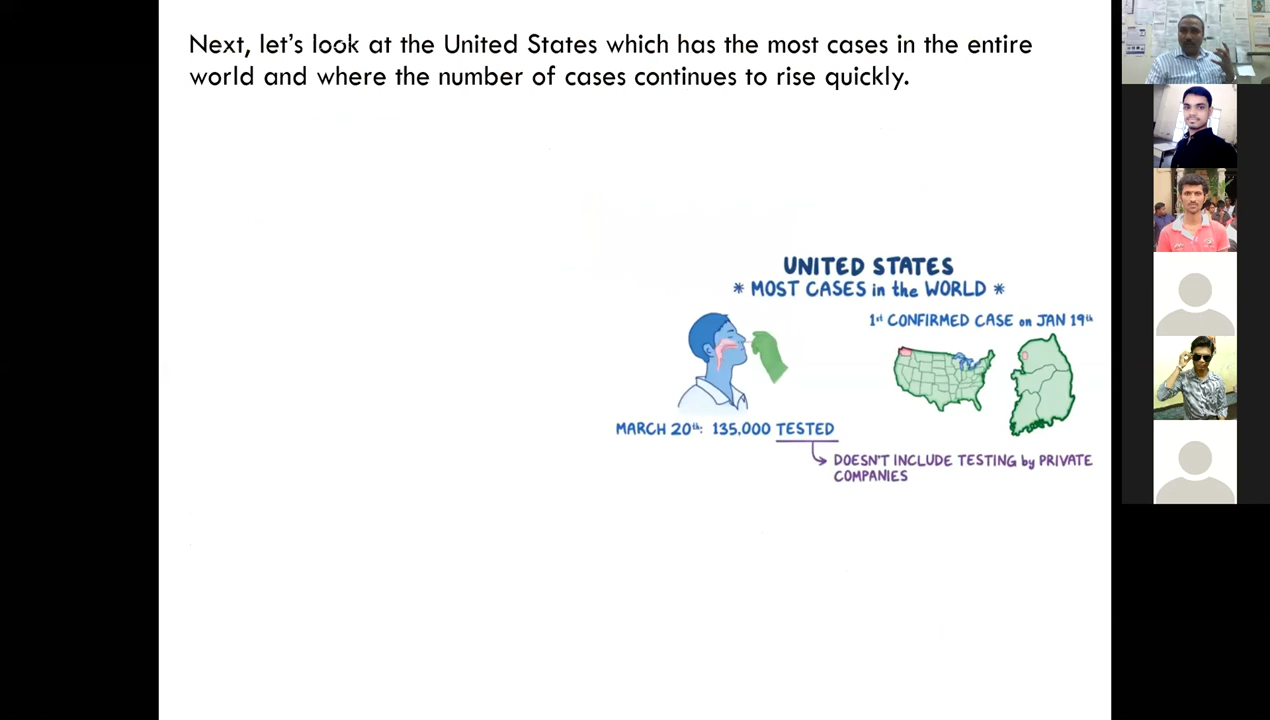 Next, let's look at the United States which has the most cases in the entire
world and where the number of cases continues to rise quickly.
UNITED STATES
* MOST CASES in the WORLD *
1st CONFIRMED CASE on JAN 19th
MARCH 20th: 135,000 TESTED
DOESN'T INCLUDE TESTING by PRIVATE
COMPANIES